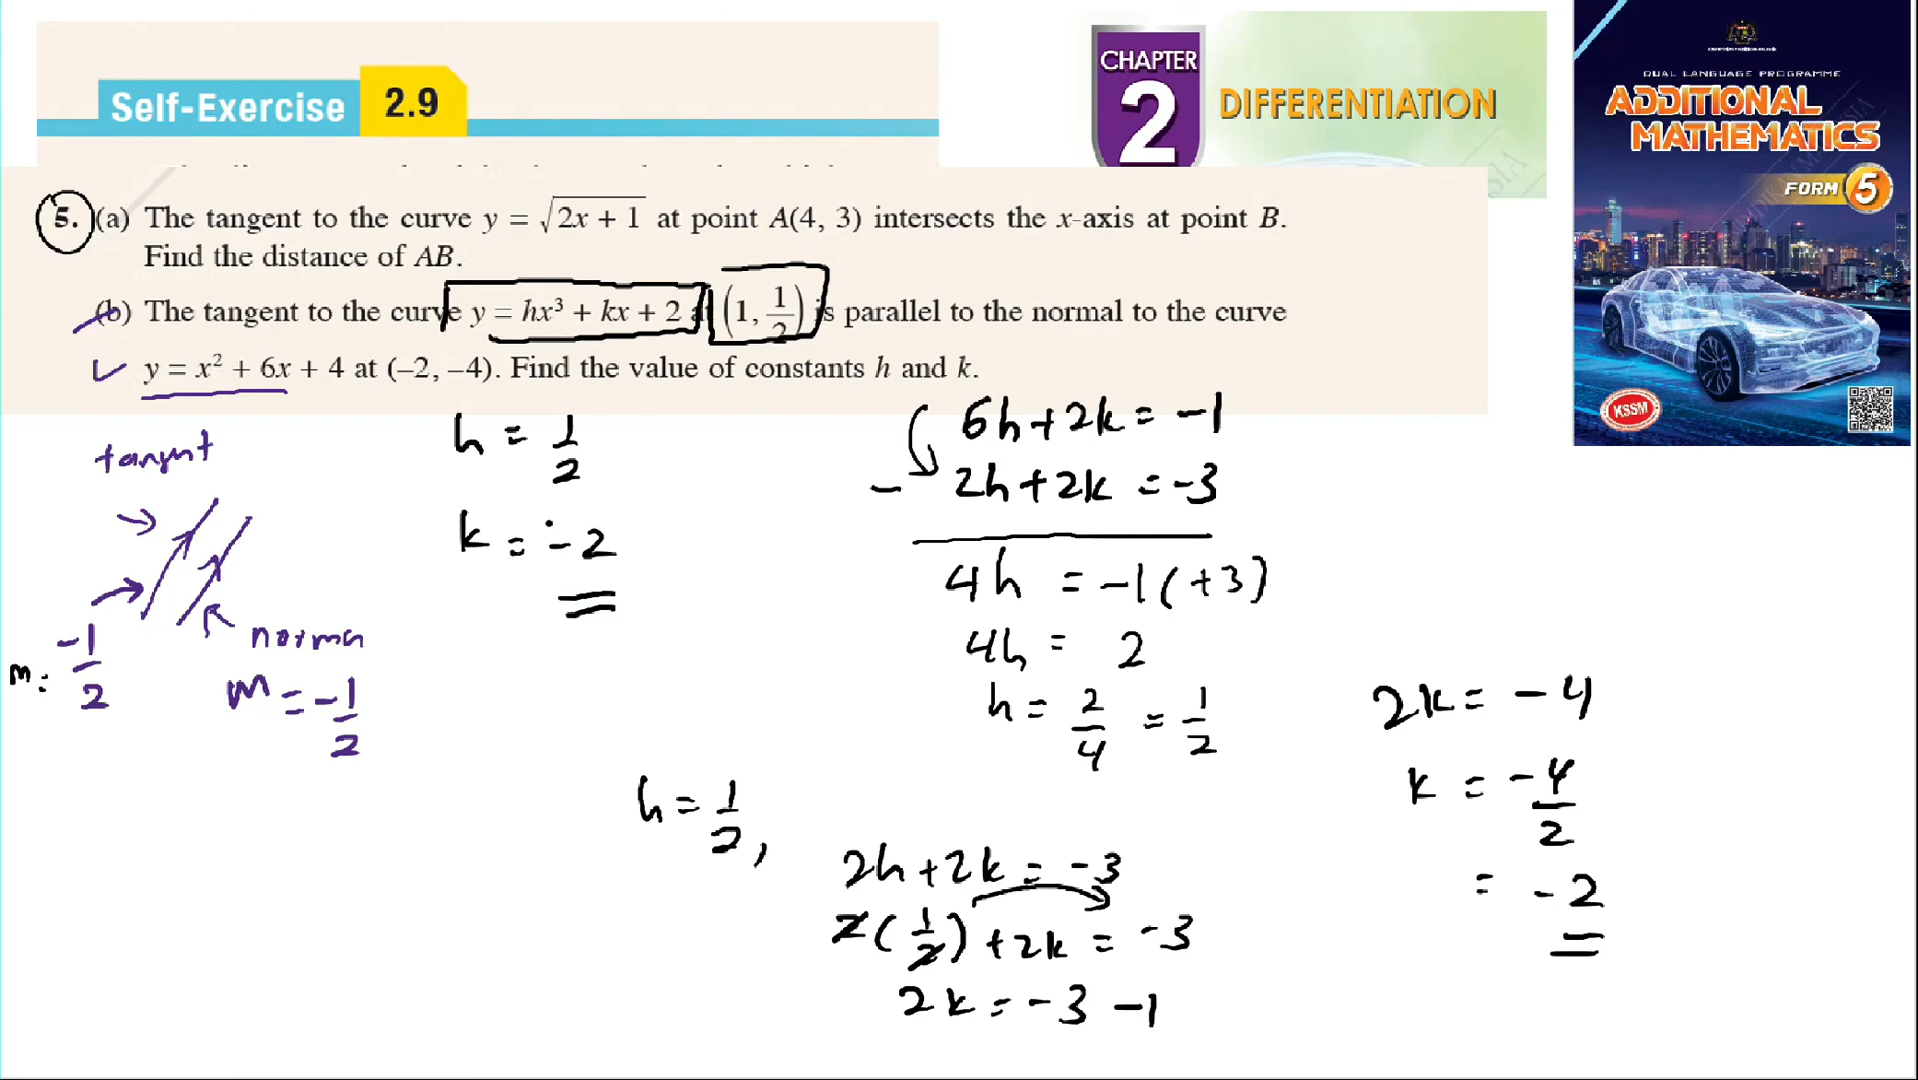 Self-Exercise 2.9
CHAPTER
2
DIFFERENTIATION
DUAL LANGUAGE PROGRAMME
ADDITIONAL
MATHEMATICS
FORM 5
KSSM
5. (a) The tangent to the curve y = √(2x + 1) at point A(4, 3) intersects the x-axis at point B.
Find the distance of AB.
(b) The tangent to the curve y = hx³ + kx + 2 at (1, 1/2) is parallel to the normal to the curve
y = x² + 6x + 4 at (–2, –4). Find the value of constants h and k.
tangent
m: -1/2
norma
m = -1/2
h = 1/2
k = -2
6h + 2k = -1
- 2h + 2k = -3
4h = -1 (+3)
4h = 2
h = 2/4 = 1/2
h = 1/2,
2h + 2k = -3
2(1/2) + 2k = -3
2k = -3 -1
2k = -4
k = -4/2
= -2